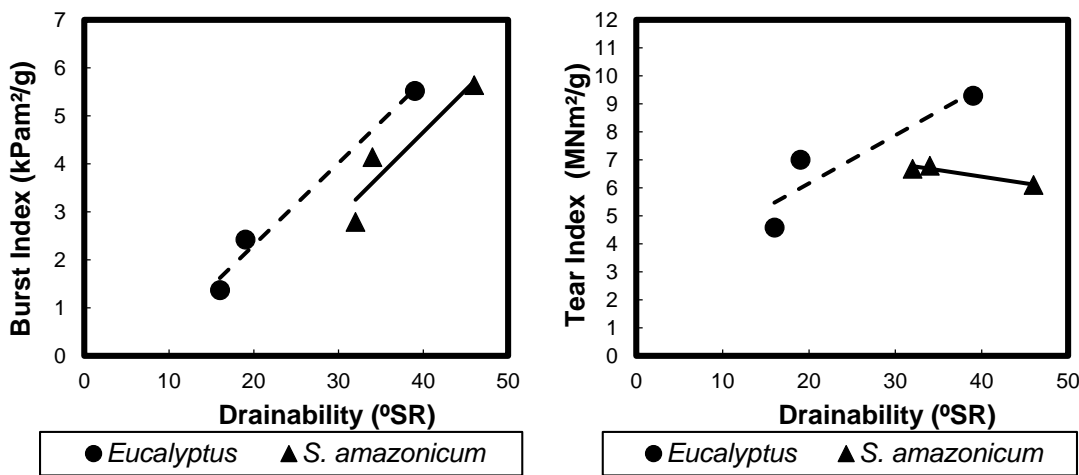 Burst Index (kPam²/g)
7
6
5
4
3
2
1
0
0 10 20 30 40 50
Drainability (ºSR)
Eucalyptus S. amazonicum
Tear Index (MNm²/g)
12
11
10
9
8
7
6
5
4
3
2
1
0
0 10 20 30 40 50
Drainability (ºSR)
Eucalyptus S. amazonicum